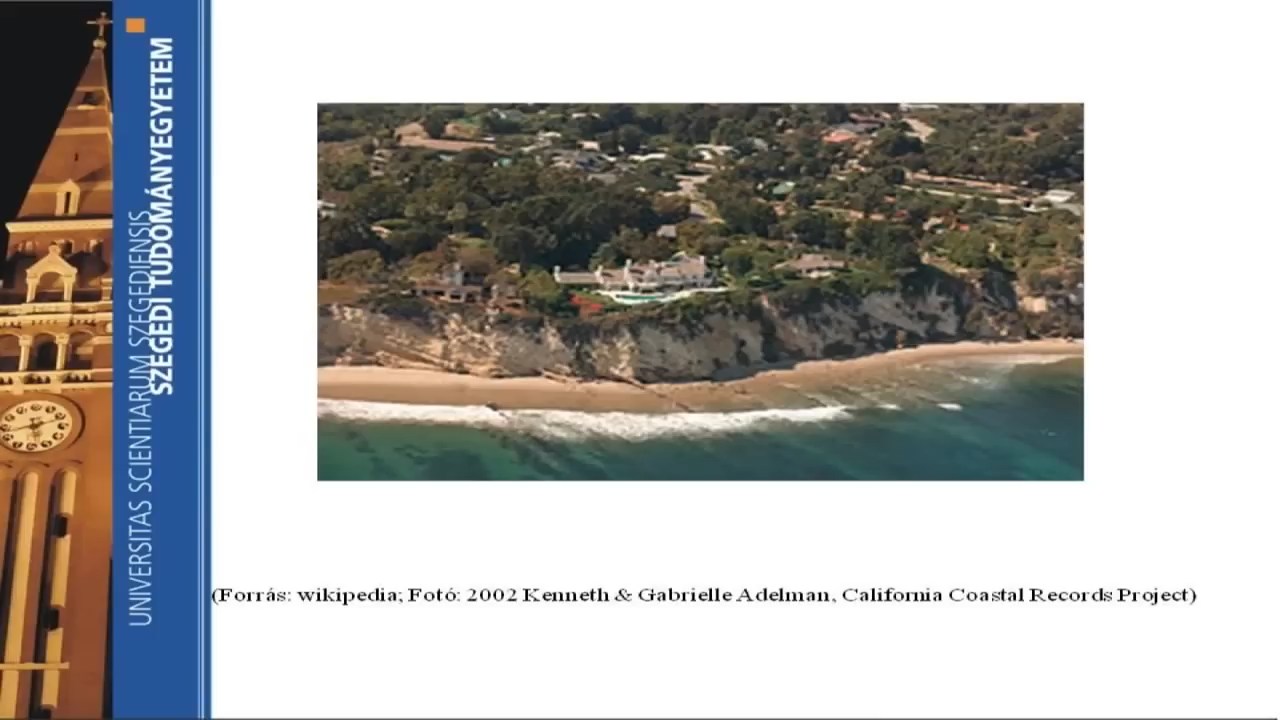 UNIVERSITAS SCIENTIARUM SZEGEDIENSIS
SZEGEDI TUDOMÁNYEGYETEM
(Forrás: wikipedia; Fotó: 2002 Kenneth & Gabrielle Adelman, California Coastal Records Project)